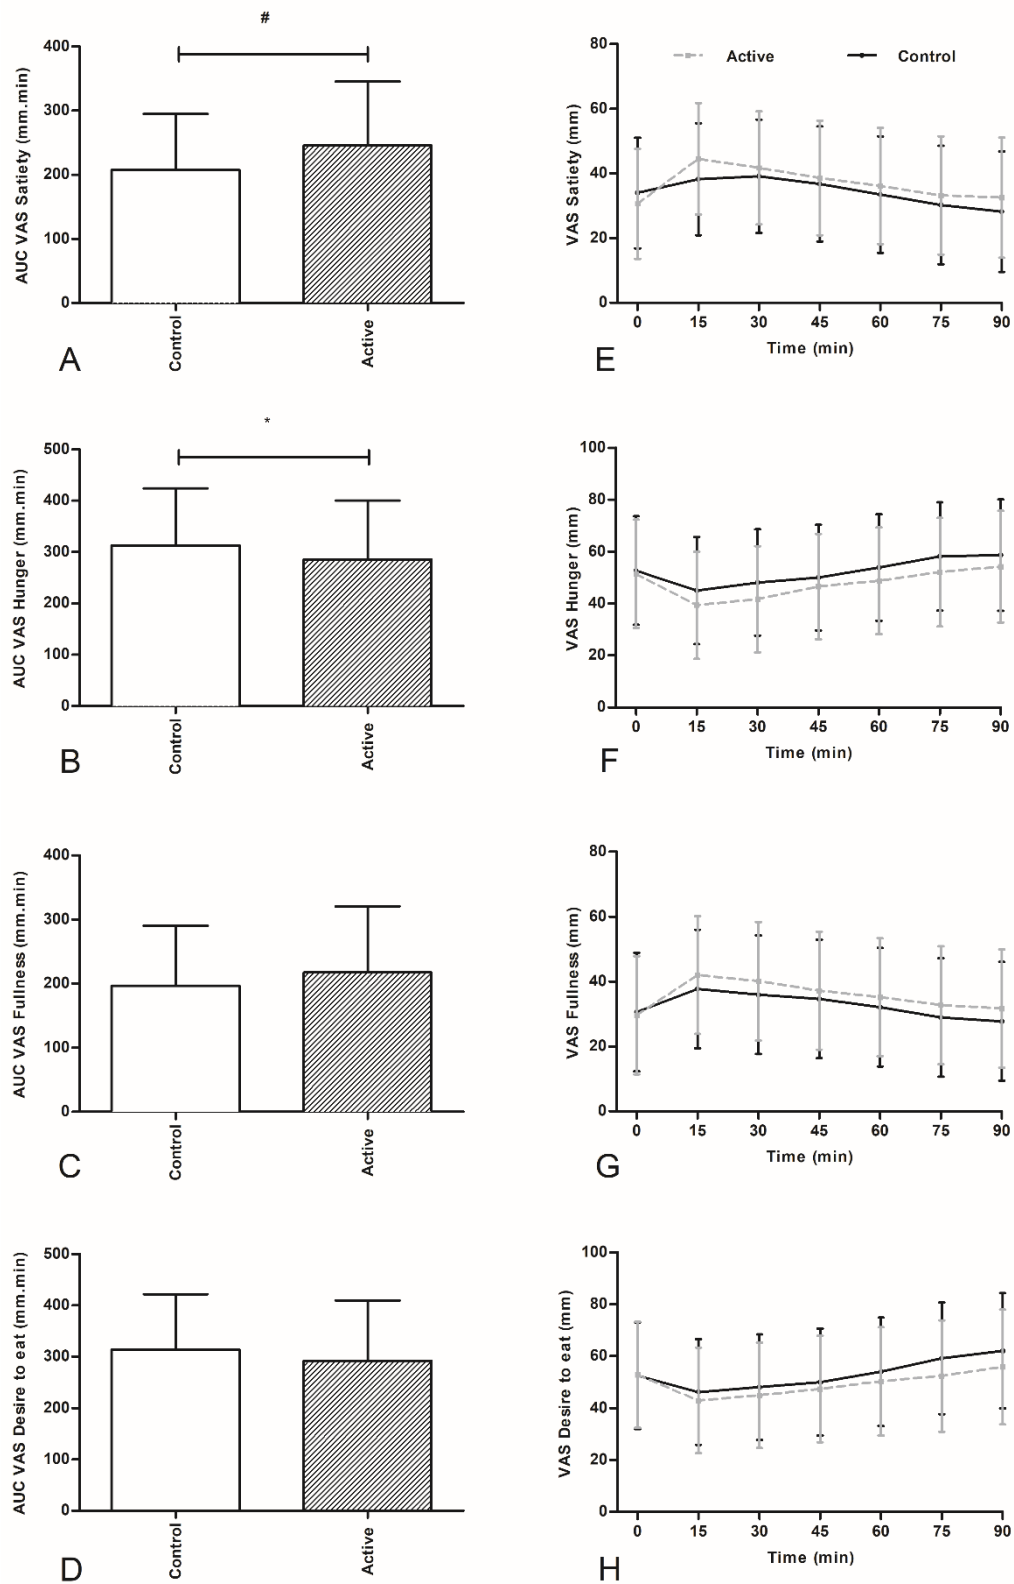 #
400
300
200
100
0
AUC VAS Satiety (mm.min)
Control
Active
A
80
60
40
20
0
VAS Satiety (mm)
Active
Control
0 15 30 45 60 75 90
Time (min)
E
*
500
400
300
200
100
0
AUC VAS Hunger (mm.min)
Control
Active
B
100
80
60
40
20
0
VAS Hunger (mm)
0 15 30 45 60 75 90
Time (min)
F
400
300
200
100
0
AUC VAS Fullness (mm.min)
Control
Active
C
80
60
40
20
0
VAS Fullness (mm)
0 15 30 45 60 75 90
Time (min)
G
500
400
300
200
100
0
AUC VAS Desire to eat (mm.min)
Control
Active
D
100
80
60
40
20
0
VAS Desire to eat (mm)
0 15 30 45 60 75 90
Time (min)
H